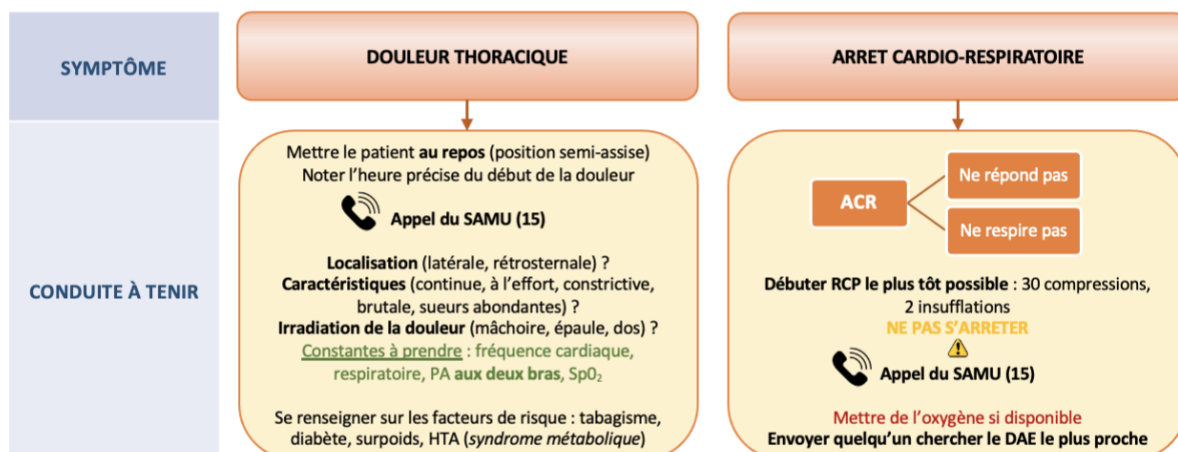 SYMPTÔME
DOULEUR THORACIQUE
ARRET CARDIO-RESPIRATOIRE
CONDUITE À TENIR
Mettre le patient au repos (position semi-assise)
Noter l'heure précise du début de la douleur
Appel du SAMU (15)
Localisation (latérale, rétrosternale) ?
Caractéristiques (continue, à l'effort, constrictive,
brutale, sueurs abondantes) ?
Irradiation de la douleur (mâchoire, épaule, dos) ?
Constantes à prendre : fréquence cardiaque,
respiratoire, PA aux deux bras, Sp0₂
Se renseigner sur les facteurs de risque : tabagisme,
diabète, surpoids, HTA (syndrome métabolique)
ACR
Ne répond pas
Ne respire pas
Débuter RCP le plus tôt possible : 30 compressions,
2 insufflations
NE PAS S'ARRETER
Appel du SAMU (15)
Mettre de l'oxygène si disponible
Envoyer quelqu'un chercher le DAE le plus proche